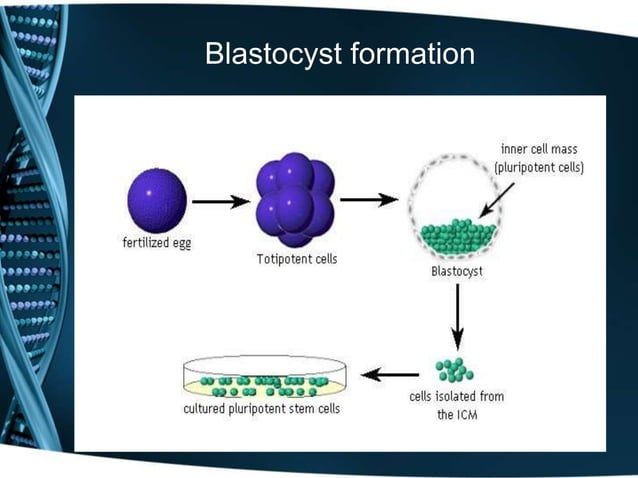 Blastocyst formation
inner cell mass
(pluripotent cells)
fertilized egg
Totipotent cells
Blastocyst
cultured pluripotent stem cells
cells isolated from
the ICM